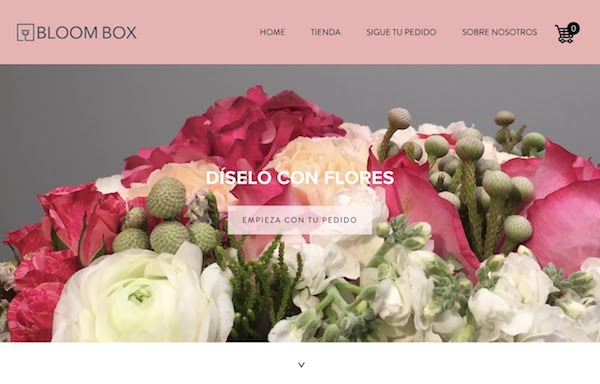 BLOOM BOX
HOME
TIENDA
SIGUE TU PEDIDO
SOBRE NOSOTROS
0
DÍSELO CON FLORES
EMPIEZA CON TU PEDIDO